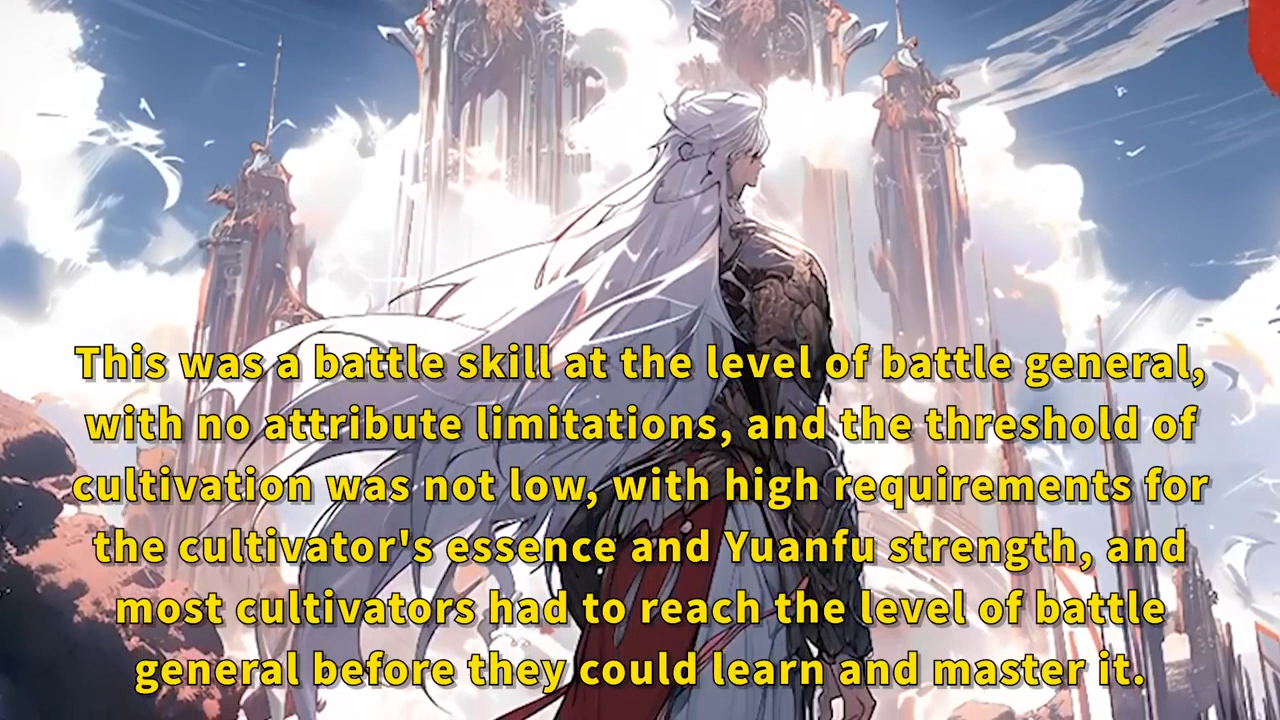 This was a battle skill at the level of battle general,
with no attribute limitations, and the threshold of
cultivation was not low, with high requirements for
the cultivator's essence and Yuanfu strength, and
most cultivators had to reach the level of battle
general before they could learn and master it.